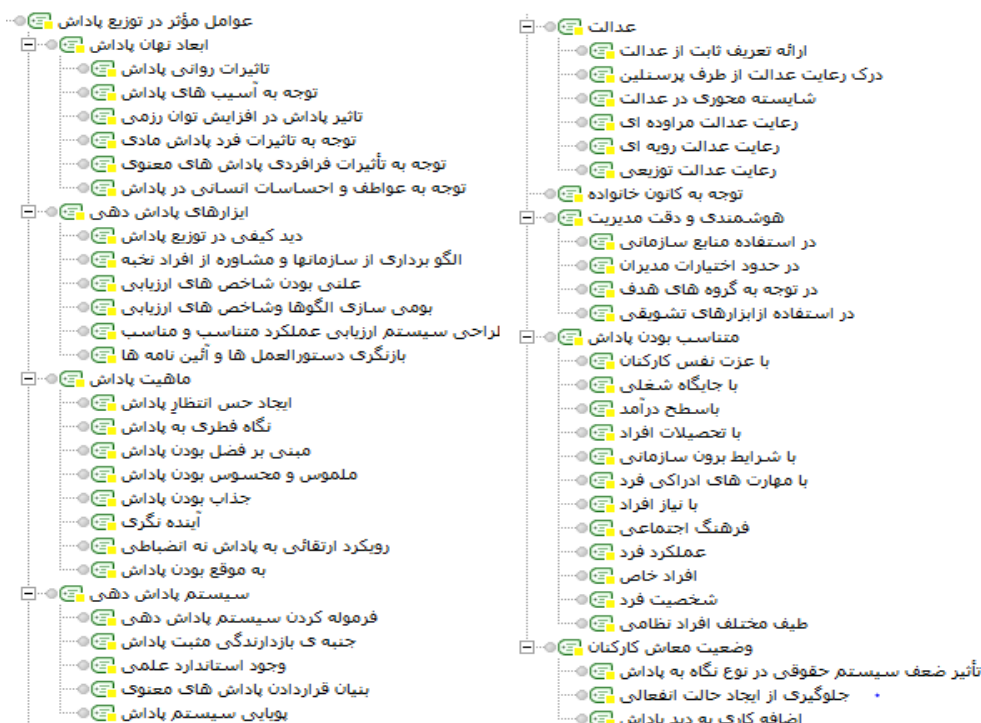 عوامل مؤثر در توزیع پاداش
ابعاد نهان پاداش
تاثیرات روانی پاداش
توجه به آسیب های پاداش
تاثیر پاداش در افزایش توان رزمی
توجه به تاثیرات فرد پاداش مادی
توجه به تأثیرات فرافردی پاداش های معنوی
توجه به عواطف و احساسات انسانی در پاداش
ابزارهای پاداش دهی
دید کیفی در توزیع پاداش
الگو برداری از سازمانها و مشاوره از افراد نخبه
علنی بودن شاخص های ارزیابی
بومی سازی الگوها وشاخص های ارزیابی
طراحی سیستم ارزیابی عملکرد متناسب و مناسب
بازنگری دستورالعمل ها و آئین نامه ها
ماهیت پاداش
ایجاد حس انتظارِ پاداش
نگاه فطری به پاداش
مبنی بر فضل بودن پاداش
ملموس و محسوس بودن پاداش
جذاب بودن پاداش
آینده نگری
رویکرد ارتقائی به پاداش نه انضباطی
به موقع بودن پاداش
سیستم پاداش دهی
فرموله کردن سیستم پاداش دهی
جنبه ی بازدارندگی مثبت پاداش
وجود استاندارد علمی
بنیان قراردادن پاداش های معنوی
پویایی سیستم پاداش
عدالت
ارائه تعریف ثابت از عدالت
درک رعایت عدالت از طرف پرسنلین
شایسته محوری در عدالت
رعایت عدالت مراوده ای
رعایت عدالت رویه ای
رعایت عدالت توزیعی
توجه به کانون خانواده
هوشمندی و دقت مدیریت
در استفاده منابع سازمانی
در حدود اختیارات مدیران
در توجه به گروه های هدف
در استفاده ازابزارهای تشویقی
متناسب بودن پاداش
با عزت نفس کارکنان
با جایگاه شغلی
باسطح درآمد
با تحصیلات افراد
با شرایط برون سازمانی
با مهارت های ادراکی فرد
با نیاز افراد
فرهنگ اجتماعی
عملکرد فرد
افراد خاص
شخصیت فرد
طیف مختلف افراد نظامی
وضعیت معاش کارکنان
تأثیر ضعف سیستم حقوقی در نوع نگاه به پاداش
جلوگیری از ایجاد حالت انفعالی
اضافه کاری به دید پاداش